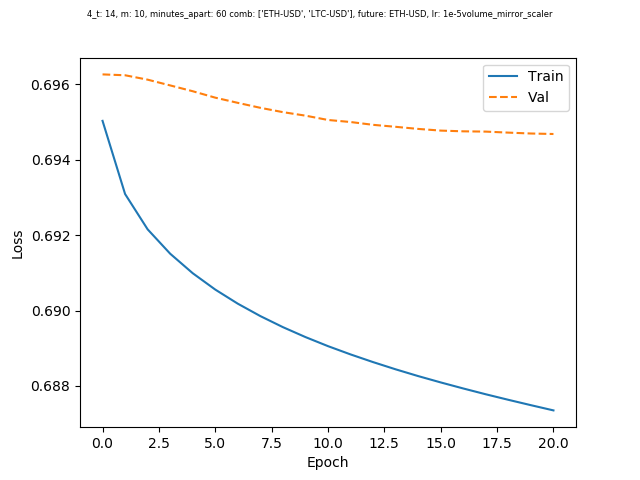 4_t: 14, m: 10, minutes_apart: 60 comb: ['ETH-USD', 'LTC-USD'], future: ETH-USD, lr: 1e-5volume_mirror_scaler
Train
Val
0.696
0.694
0.692
0.690
0.688
Loss
0.0 2.5 5.0 7.5 10.0 12.5 15.0 17.5 20.0
Epoch